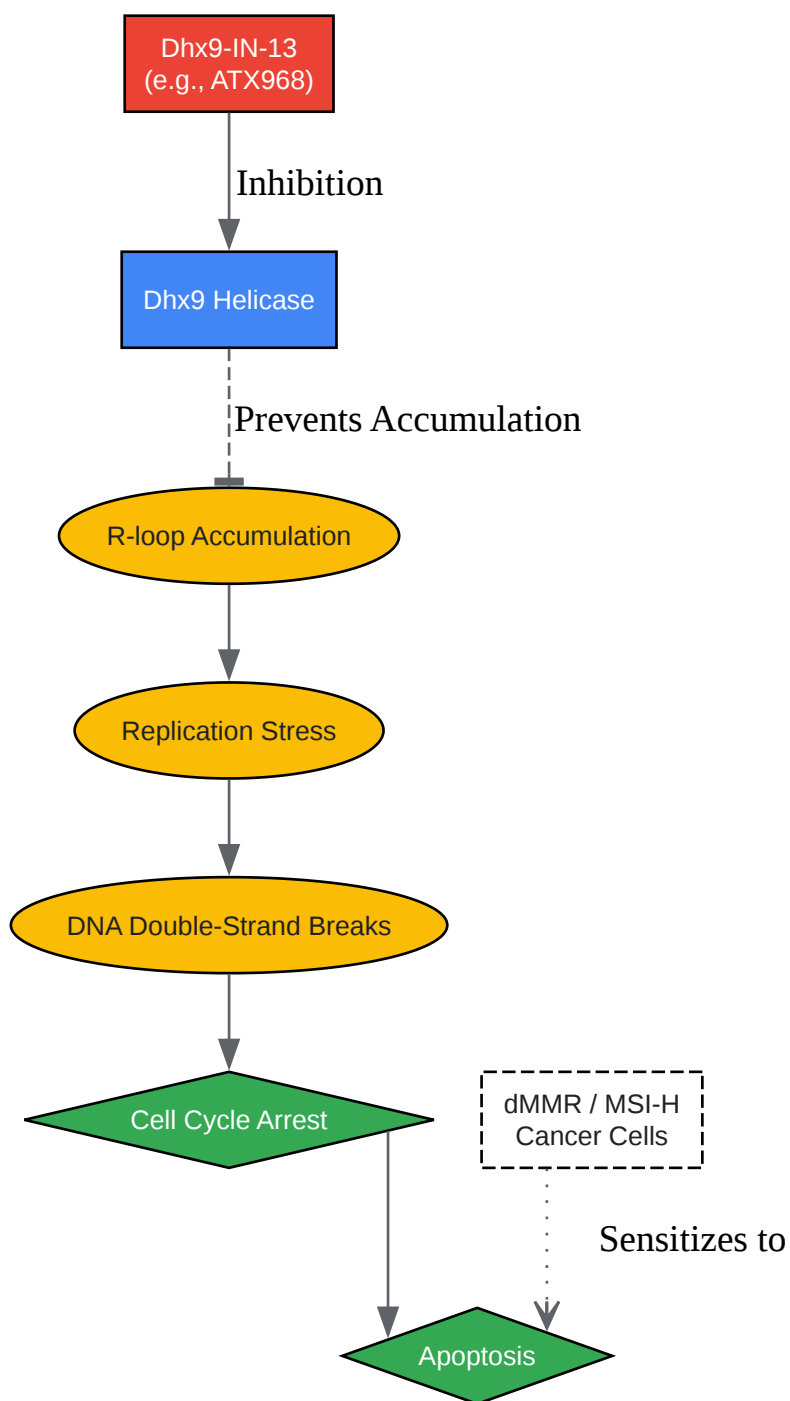 Dhx9-IN-13
(e.g., ATX968)
Inhibition
Dhx9 Helicase
Prevents Accumulation
R-loop Accumulation
Replication Stress
DNA Double-Strand Breaks
Cell Cycle Arrest
dMMR / MSI-H
Cancer Cells
Sensitizes to
Apoptosis